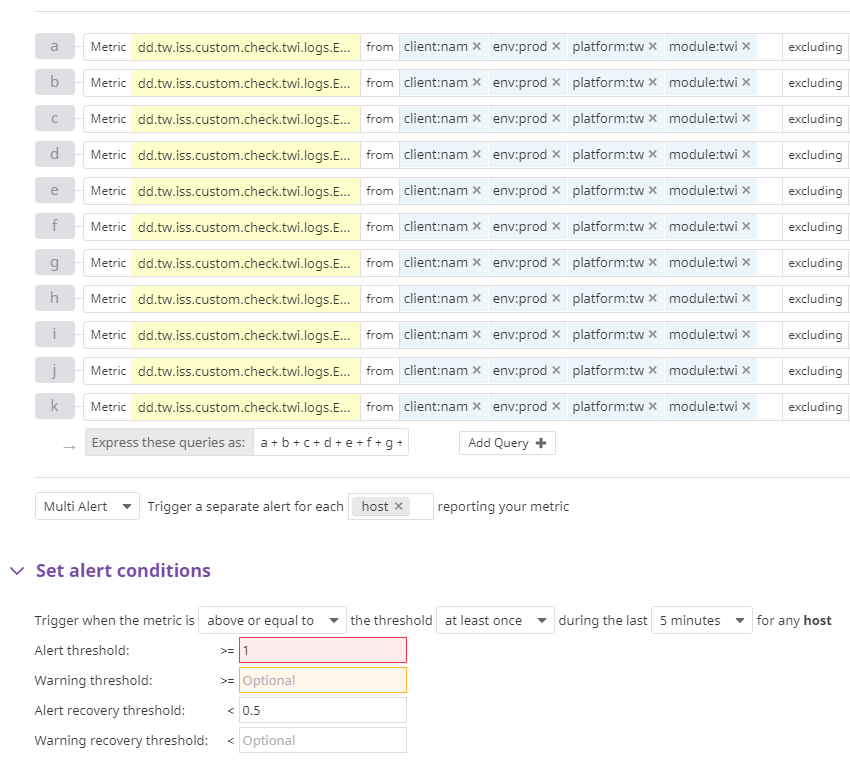 a Metric dd.tw.iss.custom.check.twi.logs.E... from client:nam × env:prod × platform:tw × module:twi × excluding
b Metric dd.tw.iss.custom.check.twi.logs.E... from client:nam × env:prod × platform:tw × module:twi × excluding
c Metric dd.tw.iss.custom.check.twi.logs.E... from client:nam × env:prod × platform:tw × module:twi × excluding
d Metric dd.tw.iss.custom.check.twi.logs.E... from client:nam × env:prod × platform:tw × module:twi × excluding
e Metric dd.tw.iss.custom.check.twi.logs.E... from client:nam × env:prod × platform:tw × module:twi × excluding
f Metric dd.tw.iss.custom.check.twi.logs.E... from client:nam × env:prod × platform:tw × module:twi × excluding
g Metric dd.tw.iss.custom.check.twi.logs.E... from client:nam × env:prod × platform:tw × module:twi × excluding
h Metric dd.tw.iss.custom.check.twi.logs.E... from client:nam × env:prod × platform:tw × module:twi × excluding
i Metric dd.tw.iss.custom.check.twi.logs.E... from client:nam × env:prod × platform:tw × module:twi × excluding
j Metric dd.tw.iss.custom.check.twi.logs.E... from client:nam × env:prod × platform:tw × module:twi × excluding
k Metric dd.tw.iss.custom.check.twi.logs.E... from client:nam × env:prod × platform:tw × module:twi × excluding
→ Express these queries as: a + b + c + d + e + f + g + Add Query +
Multi Alert Trigger a separate alert for each host × reporting your metric
Set alert conditions
Trigger when the metric is above or equal to the threshold at least once during the last 5 minutes for any host
Alert threshold: >= 1
Warning threshold: >= Optional
Alert recovery threshold: < 0.5
Warning recovery threshold: < Optional